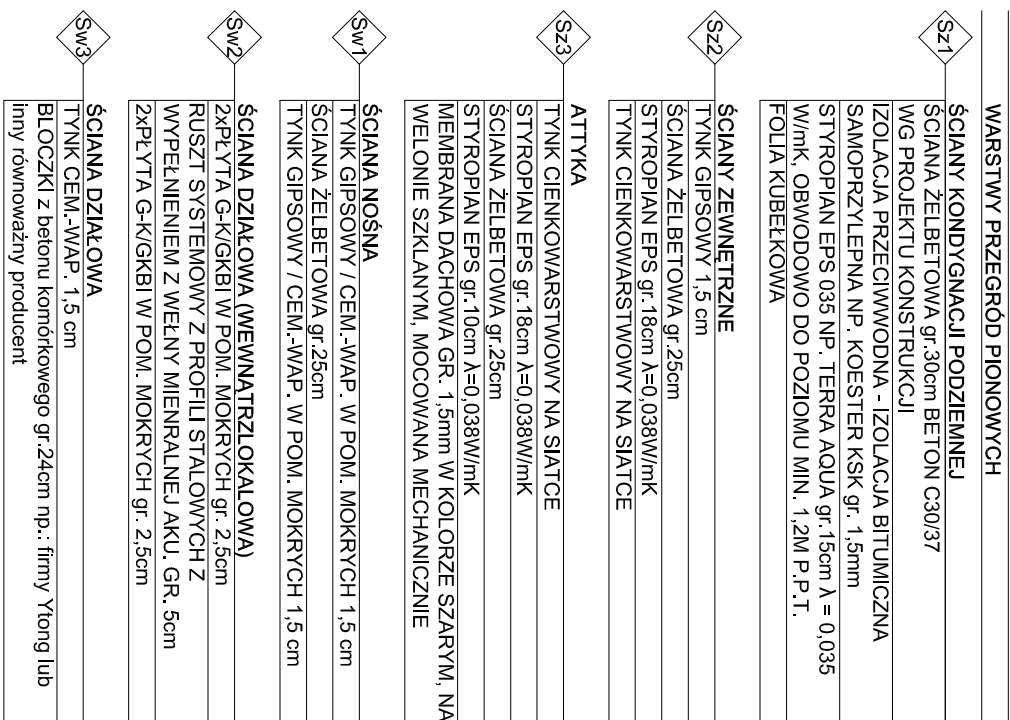 WARSTWY PRZEGRÓD PIONOWYCH
Sz1
ŚCIANY KONDYGNACJI PODZIEMNEJ
ŚCIANA ŻELBETOWA gr.30cm BETON C30/37
WG PROJEKTU KONSTRUKCJI
IZOLACJA PRZECIWWODNA - IZOLACJA BITUMICZNA
SAMOPRZYLEPNA NP. KOESTER KSK gr. 1,5mm
STYROPIAN EPS 035 NP. TERRA AQUA gr.15cm λ = 0,035
W/mK, OBWODOWO DO POZIOMU MIN. 1,2M P.P.T.
FOLIA KUBEŁKOWA
Sz2
ŚCIANY ZEWNĘTRZNE
TYNK GIPSOWY 1,5 cm
ŚCIANA ŻELBETOWA gr.25cm
STYROPIAN EPS gr.18cm λ=0,038W/mK
TYNK CIENKOWARSTWOWY NA SIATCE
Sz3
ATTYKA
TYNK CIENKOWARSTWOWY NA SIATCE
STYROPIAN EPS gr.18cm λ=0,038W/mK
ŚCIANA ŻELBETOWA gr.25cm
STYROPIAN EPS gr.10cm λ=0,038W/mK
MEMBRANA DACHOWA GR. 1,5mm W KOLORZE SZARYM, NA
WELONIE SZKLANYM, MOCOWANA MECHANICZNIE
Sw1
ŚCIANA NOŚNA
TYNK GIPSOWY / CEM.-WAP. W POM. MOKRYCH 1,5 cm
ŚCIANA ŻELBETOWA gr.25cm
TYNK GIPSOWY / CEM.-WAP. W POM. MOKRYCH 1,5 cm
Sw2
ŚCIANA DZIAŁOWA (WEWNĄTRZLOKALOWA)
2xPŁYTA G-K/GKBI W POM. MOKRYCH gr. 2,5cm
RUSZT SYSTEMOWY Z PROFILI STALOWYCH Z
WYPEŁNIENIEM Z WEŁNY MIENRALNEJ AKU. GR. 5cm
2xPŁYTA G-K/GKBI W POM. MOKRYCH gr. 2,5cm
Sw3
ŚCIANA DZIAŁOWA
TYNK CEM.-WAP. 1,5 cm
BLOCZKI z betonu komórkowego gr.24cm np.: firmy Ytong lub
inny równoważny producent